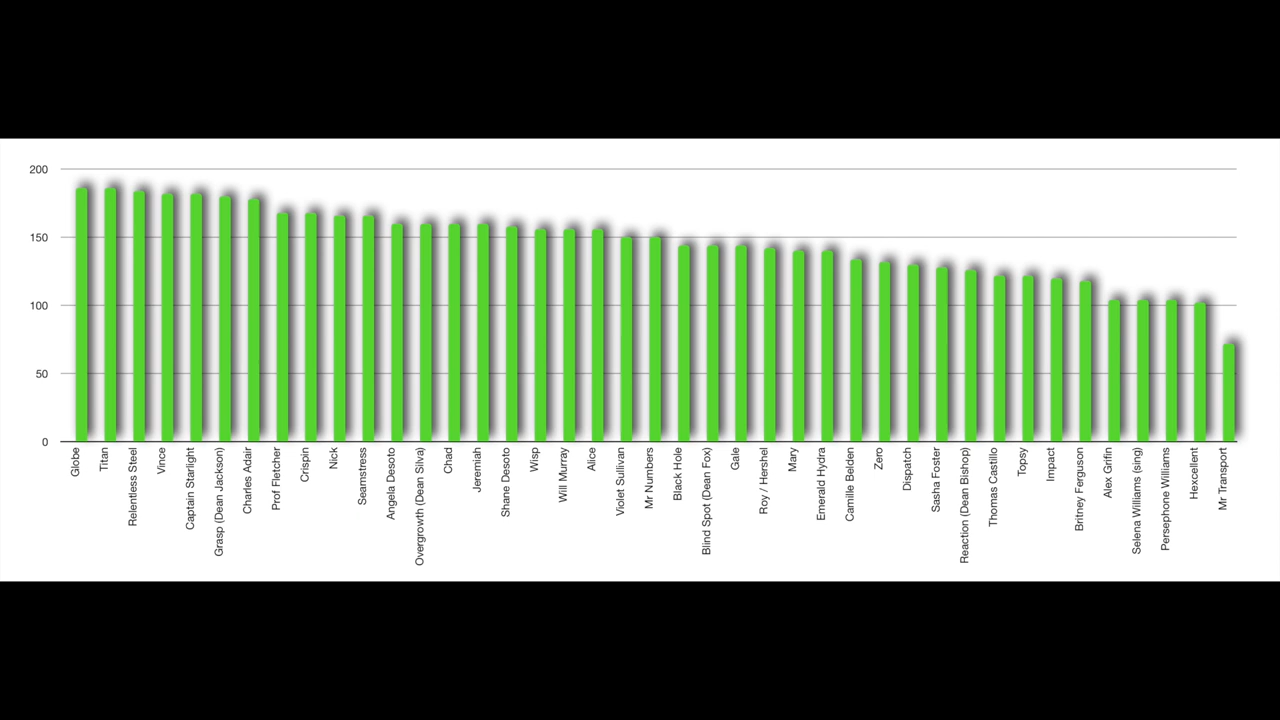 200
150
100
50
0
Globe
Titan
Relentless Steel
Vince
Captain Starlight
Grasp (Dean Jackson)
Charles Adair
Prof Fletcher
Crispin
Nick
Seamstress
Angela Desoto
Overgrowth (Dean Silva)
Chad
Jeremiah
Shane Desoto
Wisp
Will Murray
Alice
Violet Sullivan
Mr Numbers
Black Hole
Blind Spot (Dean Fox)
Gale
Roy / Hershel
Mary
Emerald Hydra
Camille Belden
Zero
Dispatch
Sasha Foster
Reaction (Dean Bishop)
Thomas Castillo
Topsy
Impact
Britney Ferguson
Alex Grifin
Selena Williams (sing)
Persephone Williams
Hexcellent
Mr Transport